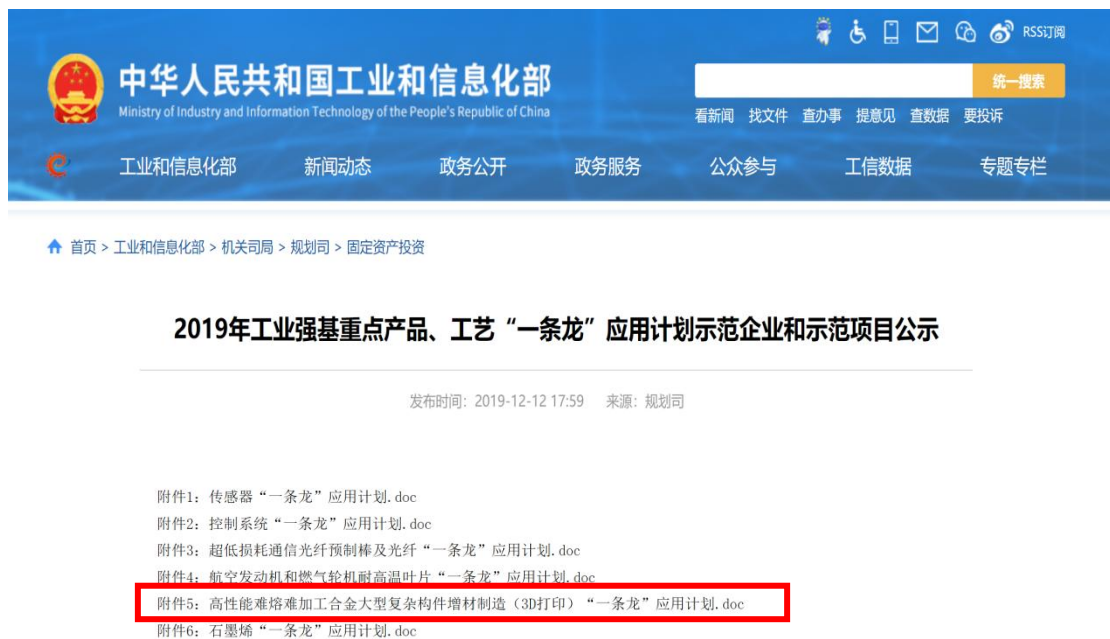 RSS订阅
中华人民共和国工业和信息化部
Ministry of Industry and Information Technology of the People's Republic of China
统一搜索
看新闻 找文件 查办事 提意见 查数据 要投诉
工业和信息化部 新闻动态 政务公开 政务服务 公众参与 工信数据 专题专栏
首页 > 工业和信息化部 > 机关司局 > 规划司 > 固定资产投资
2019年工业强基重点产品、工艺“一条龙”应用计划示范企业和示范项目公示
发布时间：2019-12-12 17:59 来源：规划司
附件1：传感器“一条龙”应用计划.doc
附件2：控制系统“一条龙”应用计划.doc
附件3：超低损耗通信光纤预制棒及光纤“一条龙”应用计划.doc
附件4：航空发动机和燃气轮机耐高温叶片“一条龙”应用计划.doc
附件5：高性能难熔难加工合金大型复杂构件增材制造（3D打印）“一条龙”应用计划.doc
附件6：石墨烯“一条龙”应用计划.doc